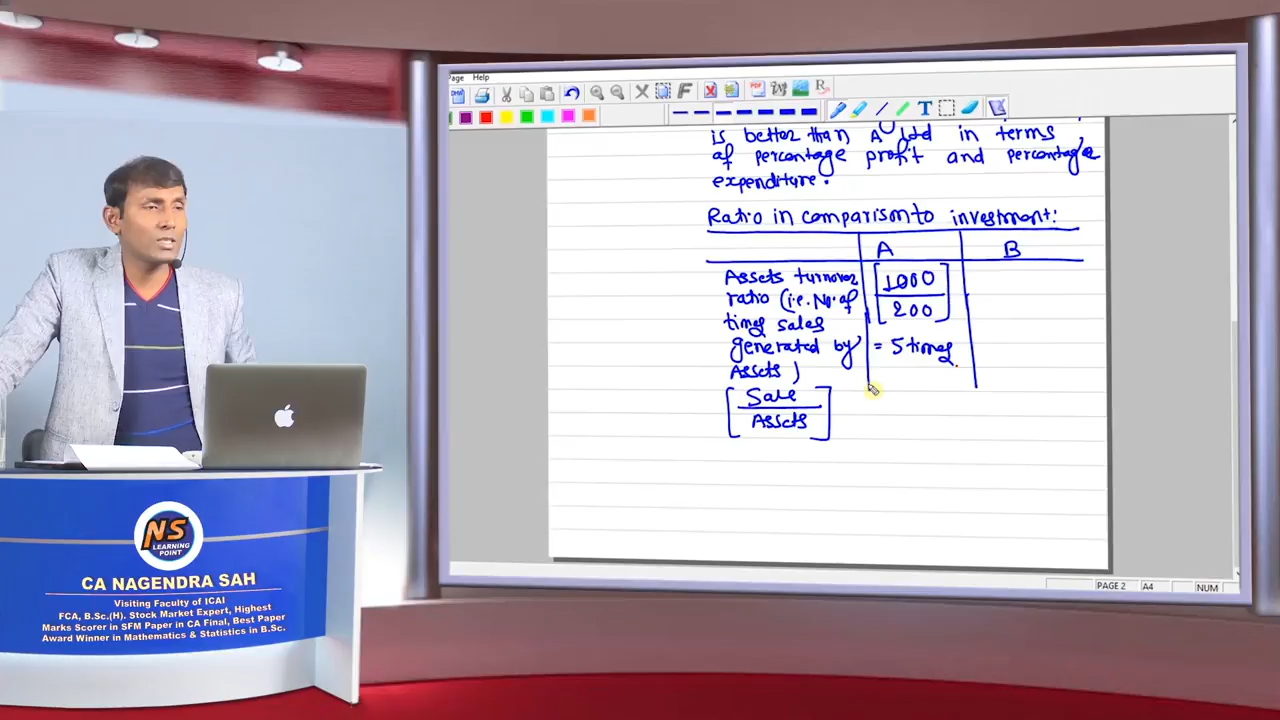 Page Help
is better than A Ltd in terms
of percentage profit and percentage
expenditure.
Ratio in comparison to investment:
A B
Assets turnover
ratio (i.e. No. of
times sales
generated by
Assets)
[Sale
Assets]
[1000
200]
= 5 times.
PAGE 2 A4 NUM
NS
LEARNING
POINT
CA NAGENDRA SAH
Visiting Faculty of ICAI
FCA, B.Sc.(H). Stock Market Expert, Highest
Marks Scorer in SFM Paper in CA Final, Best Paper
Award Winner in Mathematics & Statistics in B.Sc.